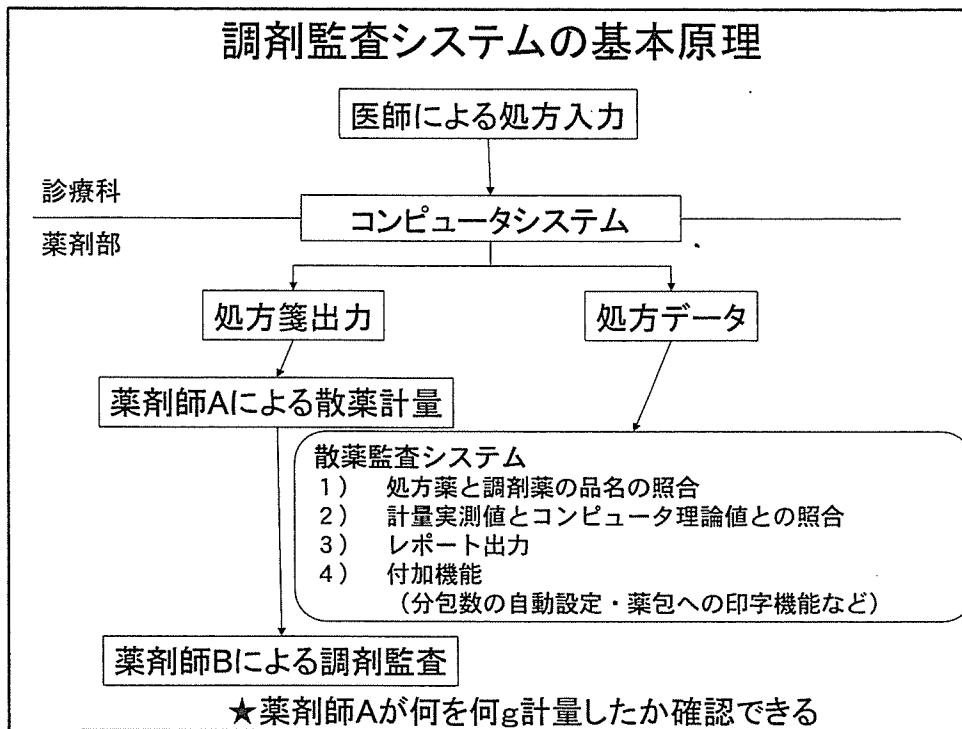 調剤監査システムの基本原理
医師による処方入力
診療科
コンピュータシステム
薬剤部
処方箋出力
処方データ
薬剤師Aによる散薬計量
散薬監査システム
1) 処方薬と調剤薬の品名の照合
2) 計量実測値とコンピュータ理論値との照合
3) レポート出力
4) 付加機能
(分包数の自動設定・薬包への印字機能など)
薬剤師Bによる調剤監査
★薬剤師Aが何を何g計量したか確認できる